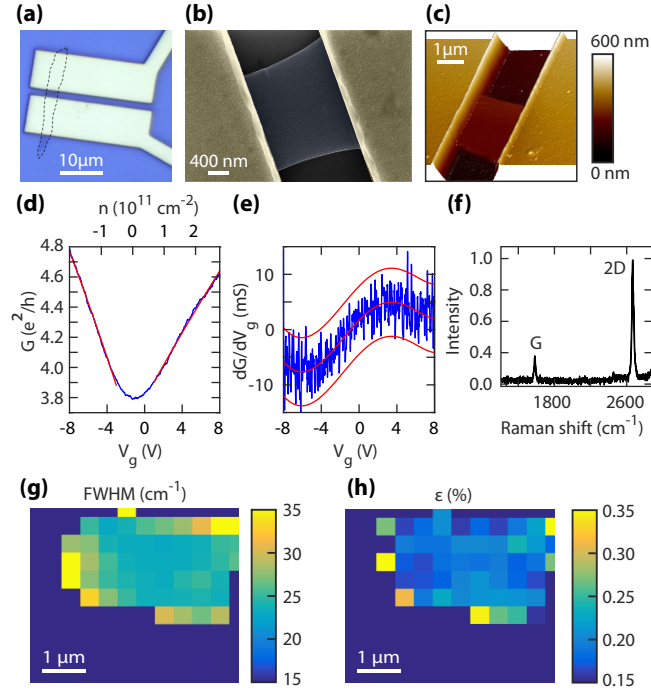 (a)
10μm
(b)
400 nm
(c)
1μm
600 nm
0 nm
(d)
n (10¹¹ cm⁻²)
-1 0 1 2
4.8
4.6
4.4
4.2
4.0
3.8
G (e²/h)
-8 -4 0 4 8
V_g (V)
(e)
10
0
-10
dG/dV_g (mS)
-8 -4 0 4 8
V_g (V)
(f)
1.0
0.8
0.4
0.0
Intensity
G
2D
1800 2600
Raman shift (cm⁻¹)
(g)
FWHM (cm⁻¹)
1 μm
35
30
25
20
15
(h)
ε (%)
1 μm
0.35
0.30
0.25
0.20
0.15